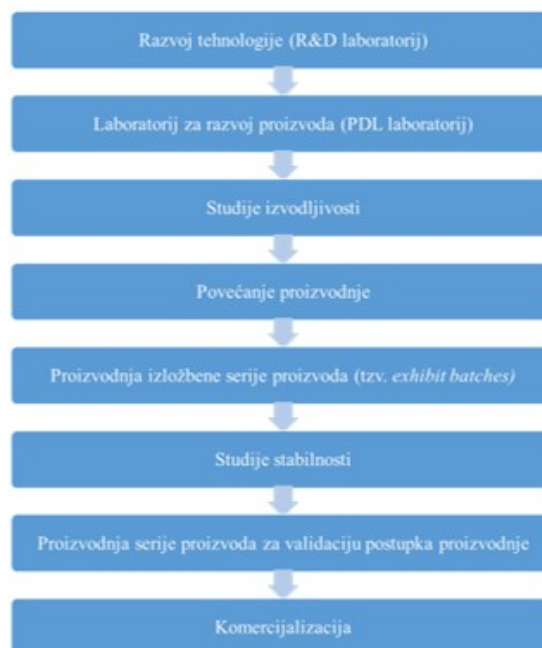 Razvoj tehnologije (R&D laboratorij)
Laboratorij za razvoj proizvoda (PDL laboratorij)
Studije izvodljivosti
Povećanje proizvodnje
Proizvodnja izložbene serije proizvoda (tzv. exhibit batches)
Studije stabilnosti
Proizvodnja serije proizvoda za validaciju postupka proizvodnje
Komercijalizacija